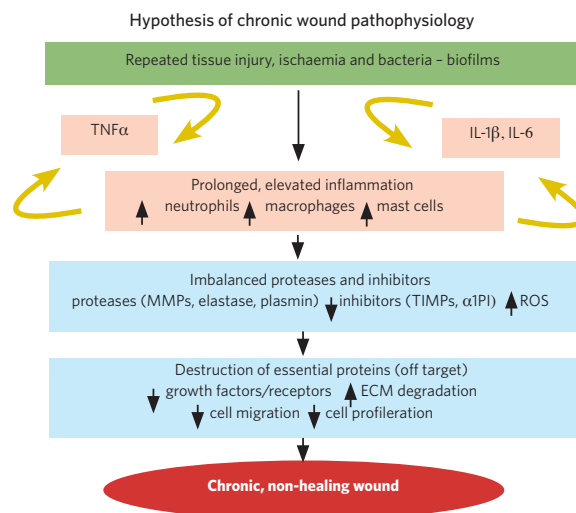 Hypothesis of chronic wound pathophysiology
Repeated tissue injury, ischaemia and bacteria – biofilms
TNFα
IL-1β, IL-6
Prolonged, elevated inflammation
neutrophils macrophages mast cells
Imbalanced proteases and inhibitors
proteases (MMPs, elastase, plasmin) inhibitors (TIMPs, α1PI) ROS
Destruction of essential proteins (off target)
growth factors/receptors ECM degradation
cell migration cell profileration
Chronic, non-healing wound